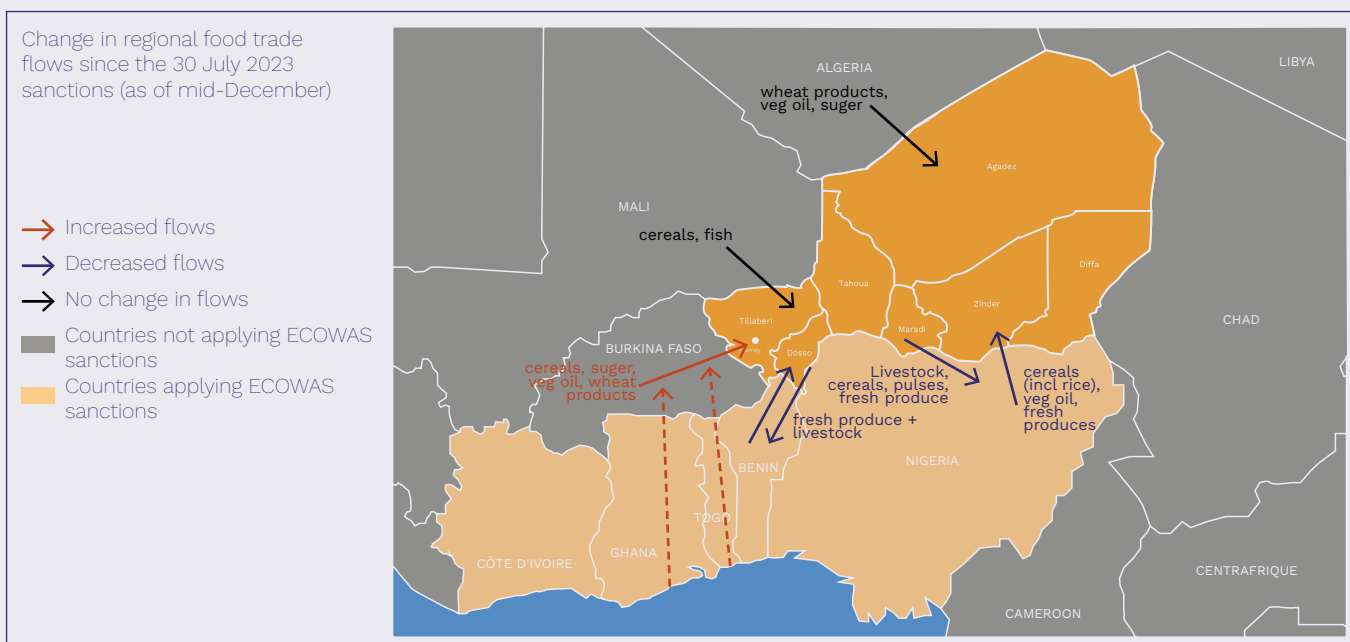 Change in regional food trade
flows since the 30 July 2023
sanctions (as of mid-December)
Increased flows
Decreased flows
No change in flows
Countries not applying ECOWAS
sanctions
Countries applying ECOWAS
sanctions
ALGERIA
LIBYA
wheat products,
veg oil, suger
Agadez
MALI
cereals, fish
Diffa
Tahoua
Zinder
Tillaberi
Maradi
CHAD
BURKINA FASO
Dosso
cereals, suger,
veg oil, wheat
products
Livestock,
cereals, pulses,
fresh produce
cereals
(incl rice),
veg oil,
fresh
produces
fresh produce +
livestock
NIGERIA
BENIN
TOGO
GHANA
CÔTE D'IVOIRE
CENTRAFRIQUE
CAMEROON